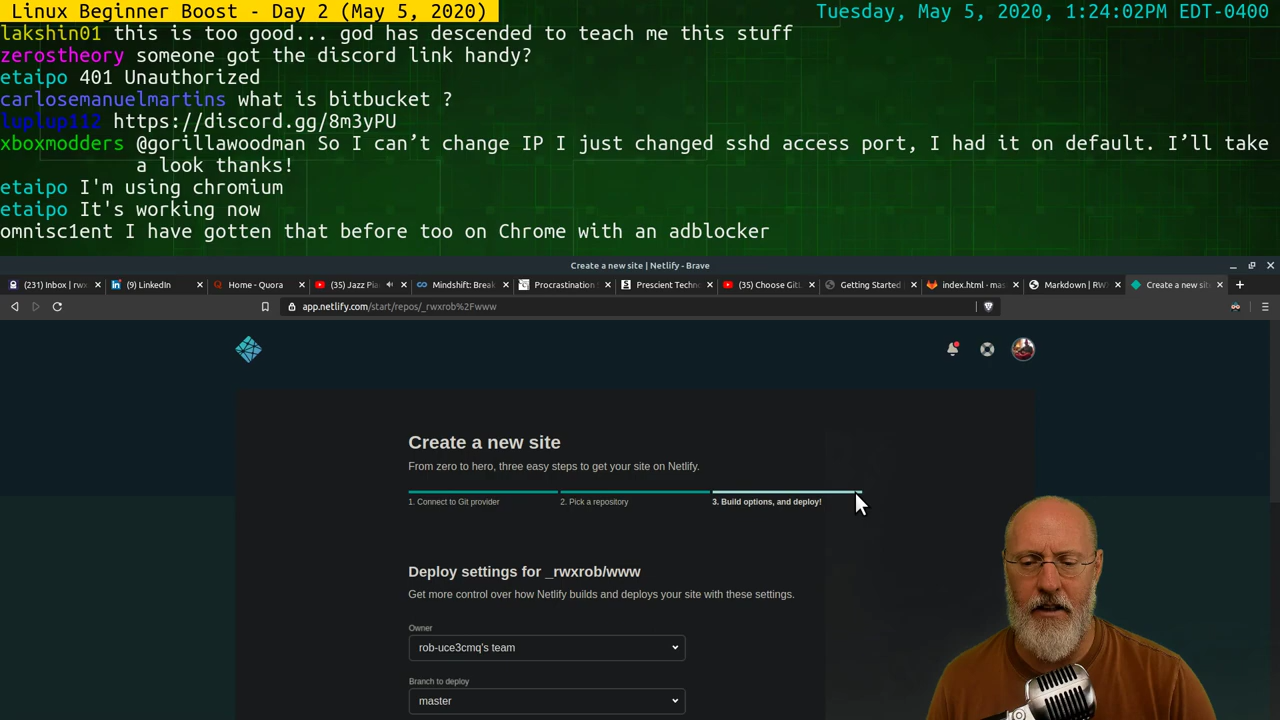 Linux Beginner Boost - Day 2 (May 5, 2020)
Tuesday, May 5, 2020, 1:24:02PM EDT-0400
lakshin01 this is too good... god has descended to teach me this stuff
zerostheory someone got the discord link handy?
etaipo 401 Unauthorized
carlosemanuelmartins what is bitbucket ?
luplup112 https://discord.gg/8m3yPU
xboxmodders @gorillawoodman So I can’t change IP I just changed sshd access port, I had it on default. I’ll take
a look thanks!
etaipo I'm using chromium
etaipo It's working now
omnisc1ent I have gotten that before too on Chrome with an adblocker
Create a new site | Netlify - Brave
(231) Inbox | rwx
(9) LinkedIn
Home - Quora
(35) Jazz Pia
Mindshift: Break
Procrastination
Prescient Techno
(35) Choose GitL
Getting Started
index.html - mas
Markdown | RW
Create a new site
app.netlify.com/start/repos/_rwxrob%2Fwww
Create a new site
From zero to hero, three easy steps to get your site on Netlify.
1. Connect to Git provider
2. Pick a repository
3. Build options, and deploy!
Deploy settings for _rwxrob/www
Get more control over how Netlify builds and deploys your site with these settings.
Owner
rob-uce3cmq's team
Branch to deploy
master